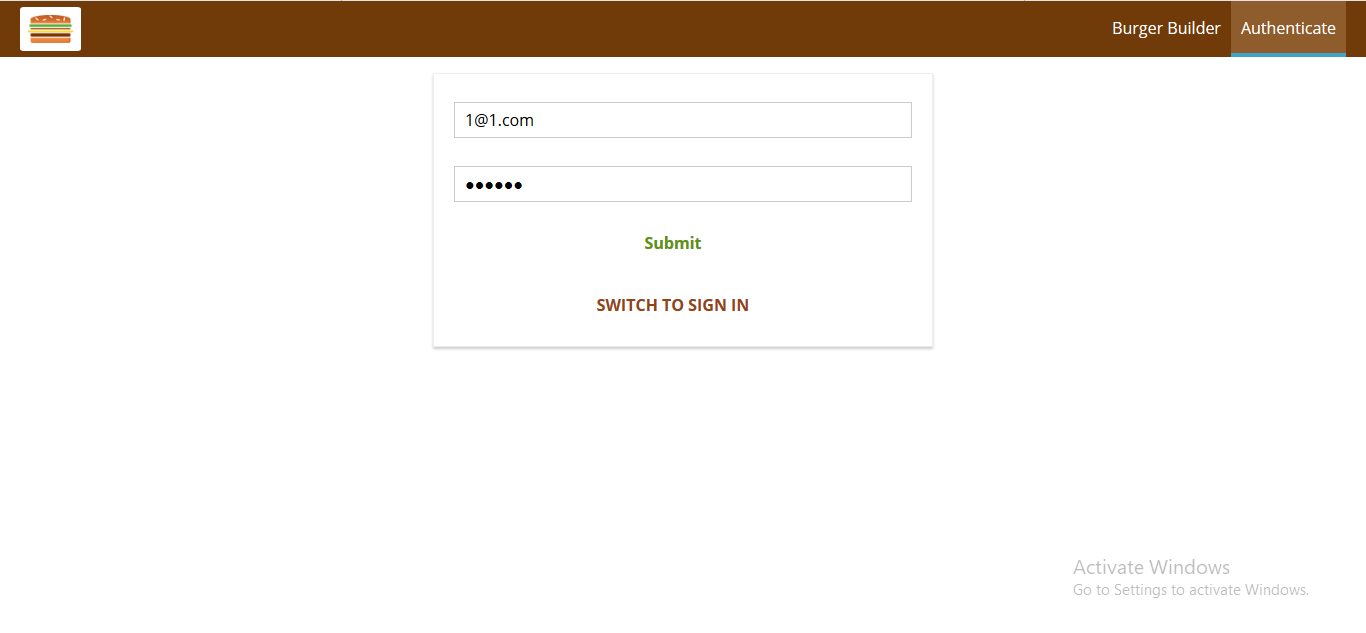 Burger Builder
Authenticate
1@1.com
••••••
Submit
SWITCH TO SIGN IN
Activate Windows
Go to Settings to activate Windows.